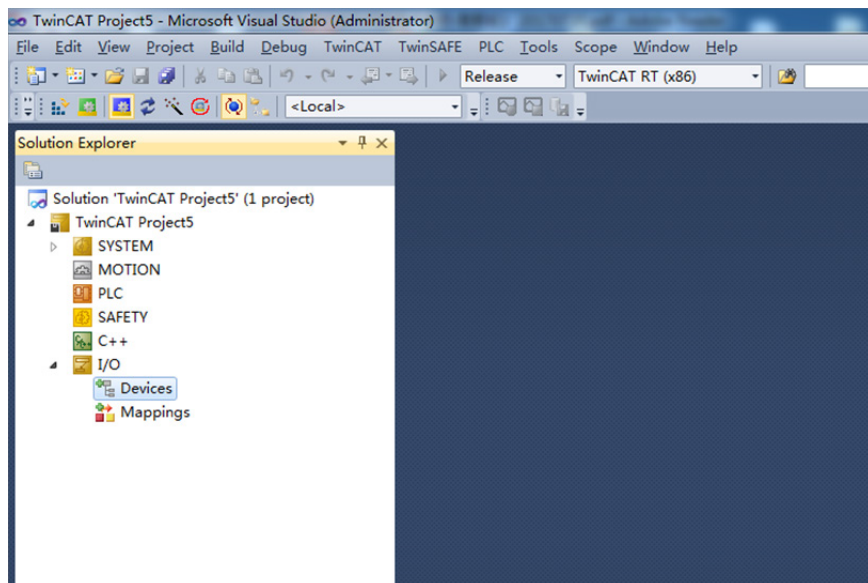 TwinCAT Project5 - Microsoft Visual Studio (Administrator)
File Edit View Project Build Debug TwinCAT TwinSAFE PLC Tools Scope Window Help
Release TwinCAT RT (x86)
<Local>
Solution Explorer
Solution 'TwinCAT Project5' (1 project)
TwinCAT Project5
SYSTEM
MOTION
PLC
SAFETY
C++
I/O
Devices
Mappings